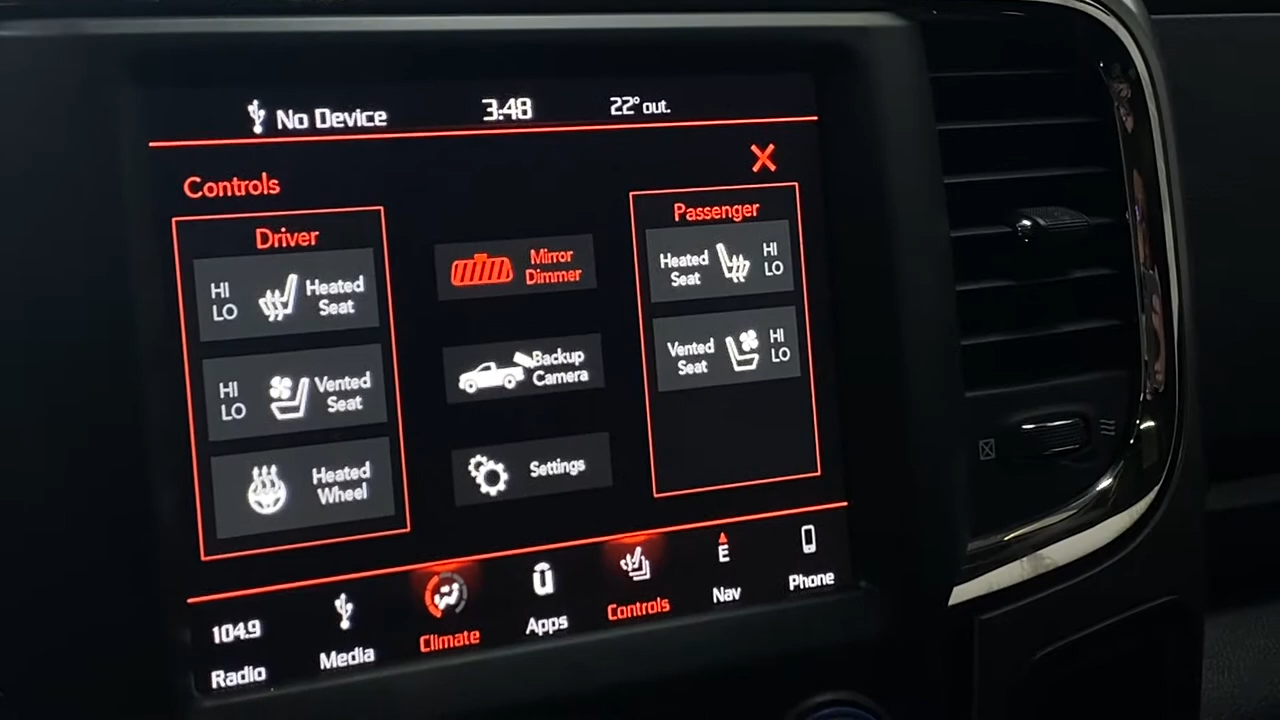 No Device
3:48
22° out.
Controls
Driver
HI
LO
Heated
Seat
HI
LO
Vented
Seat
Heated
Wheel
Mirror
Dimmer
Backup
Camera
Settings
Passenger
Heated
Seat
HI
LO
Vented
Seat
HI
LO
104.9
Radio
Media
Climate
Apps
Controls
E
Nav
Phone